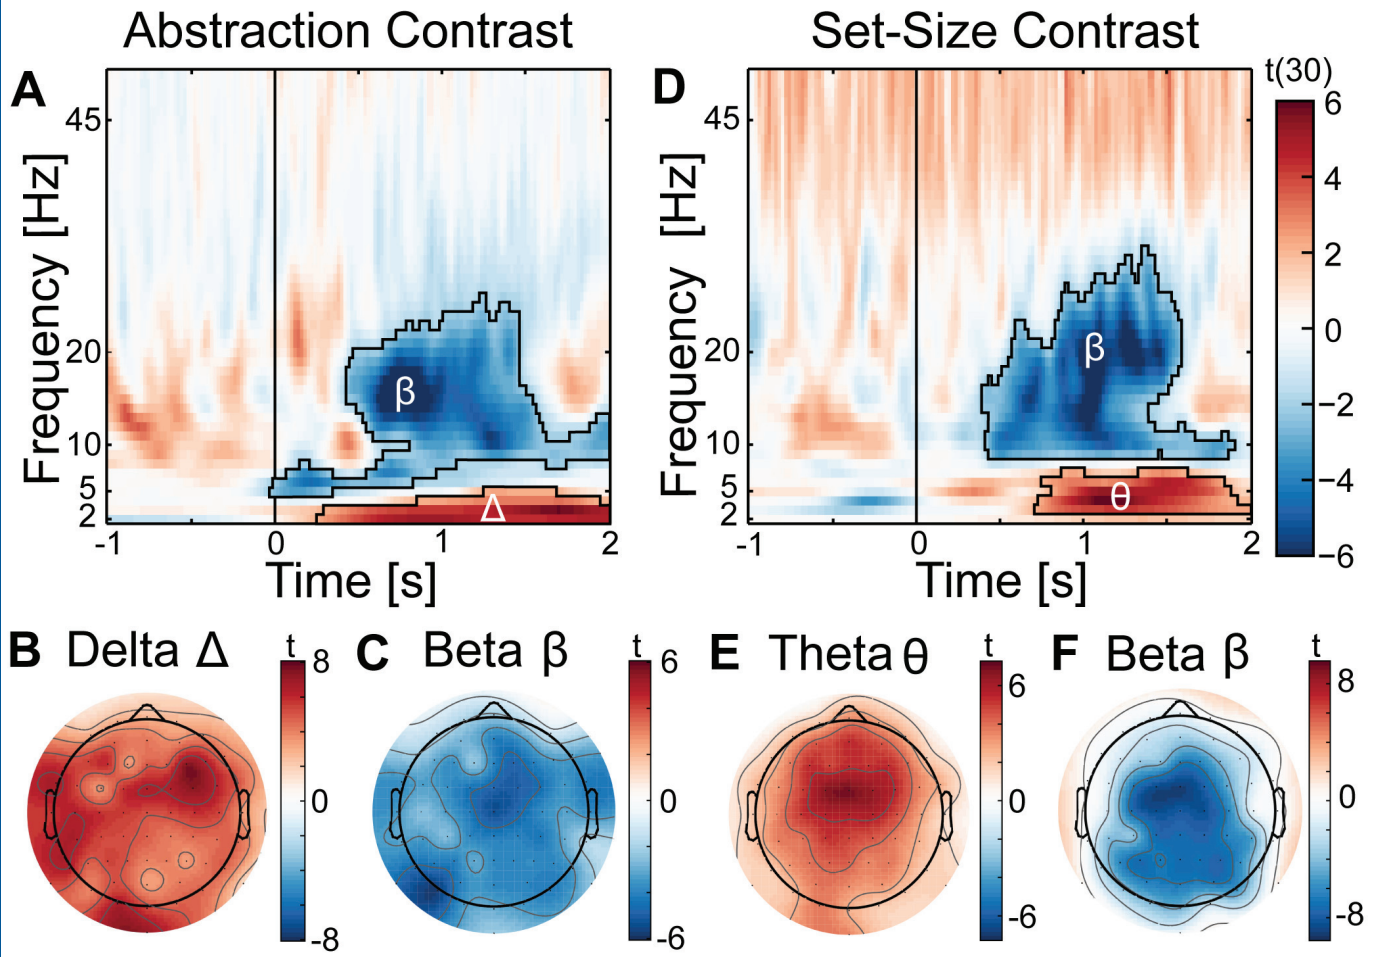 Abstraction Contrast
Set-Size Contrast
A
D
t(30)
Frequency [Hz]
45
20
10
5
2
β
Δ
-1
0
1
2
Time [s]
Frequency [Hz]
45
20
10
5
2
β
θ
-1
0
1
2
Time [s]
6
4
2
0
−2
−4
−6
B Delta Δ
t
8
0
-8
C Beta β
t
6
0
-6
E Theta θ
t
6
0
-6
F Beta β
t
8
0
-8